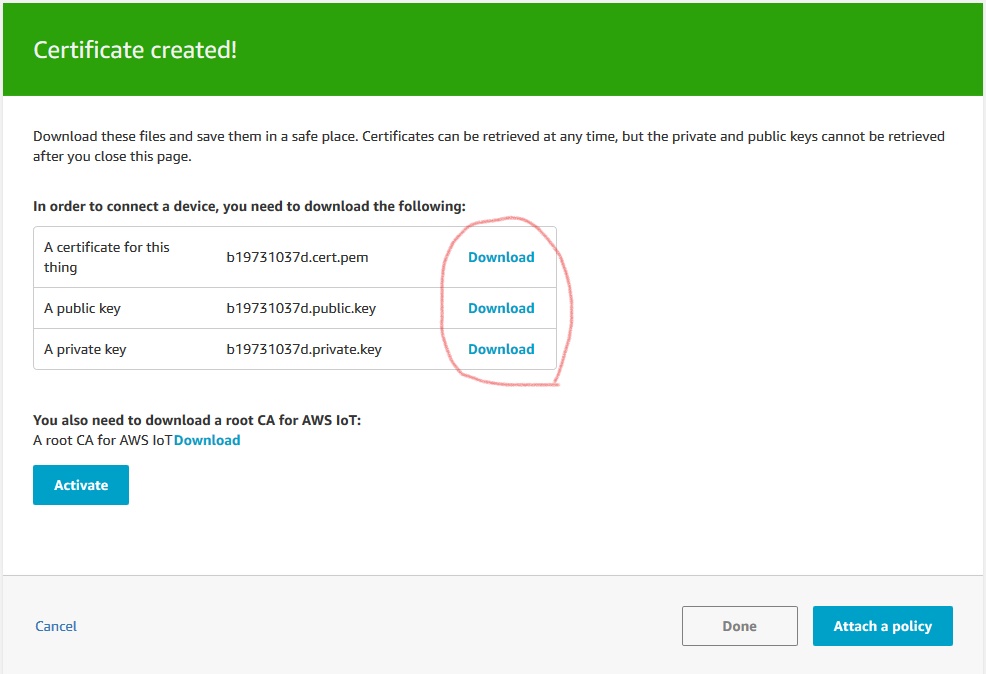 Certificate created!
Download these files and save them in a safe place. Certificates can be retrieved at any time, but the private and public keys cannot be retrieved
after you close this page.
In order to connect a device, you need to download the following:
A certificate for this
thing
b19731037d.cert.pem
Download
A public key
b19731037d.public.key
Download
A private key
b19731037d.private.key
Download
You also need to download a root CA for AWS IoT:
A root CA for AWS IoTDownload
Activate
Cancel
Done
Attach a policy